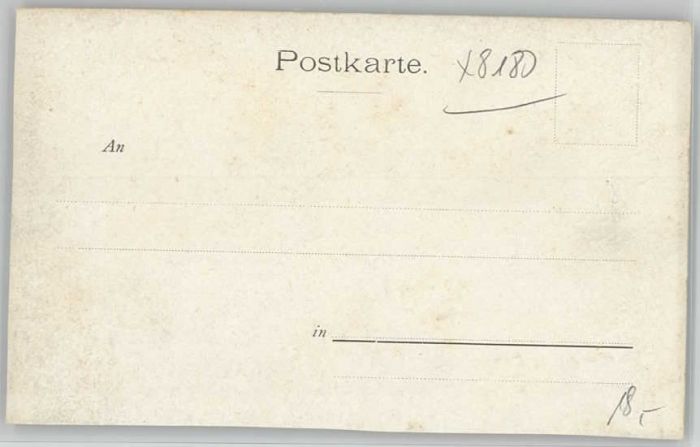 Postkarte. X8180
An
in
18,-